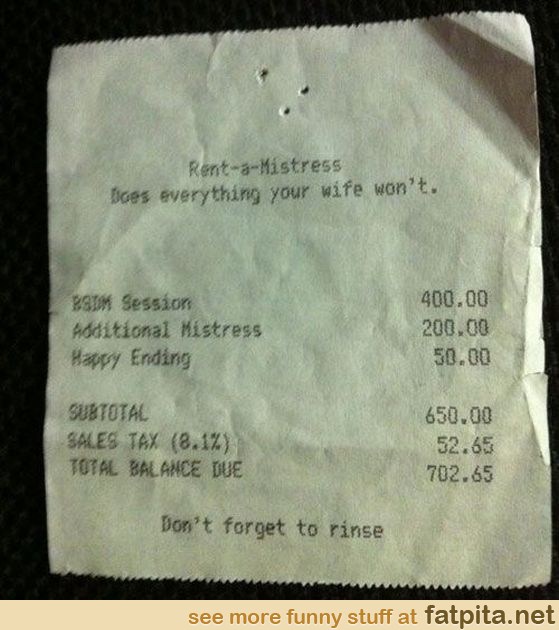 Rent-a-Mistress
Does everything your wife won't.
BSDM Session 400.00
Additional Mistress 200.00
Happy Ending 50.00
SUBTOTAL 650.00
SALES TAX (8.1%) 52.65
TOTAL BALANCE DUE 702.65
Don't forget to rinse
see more funny stuff at fatpita.net